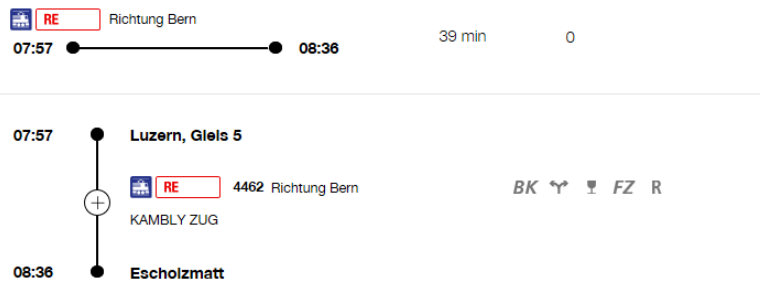 RE Richtung Bern
07:57 08:36 39 min 0
07:57 Luzern, Gleis 5
RE 4462 Richtung Bern BK FZ R
KAMBLY ZUG
08:36 Escholzmatt